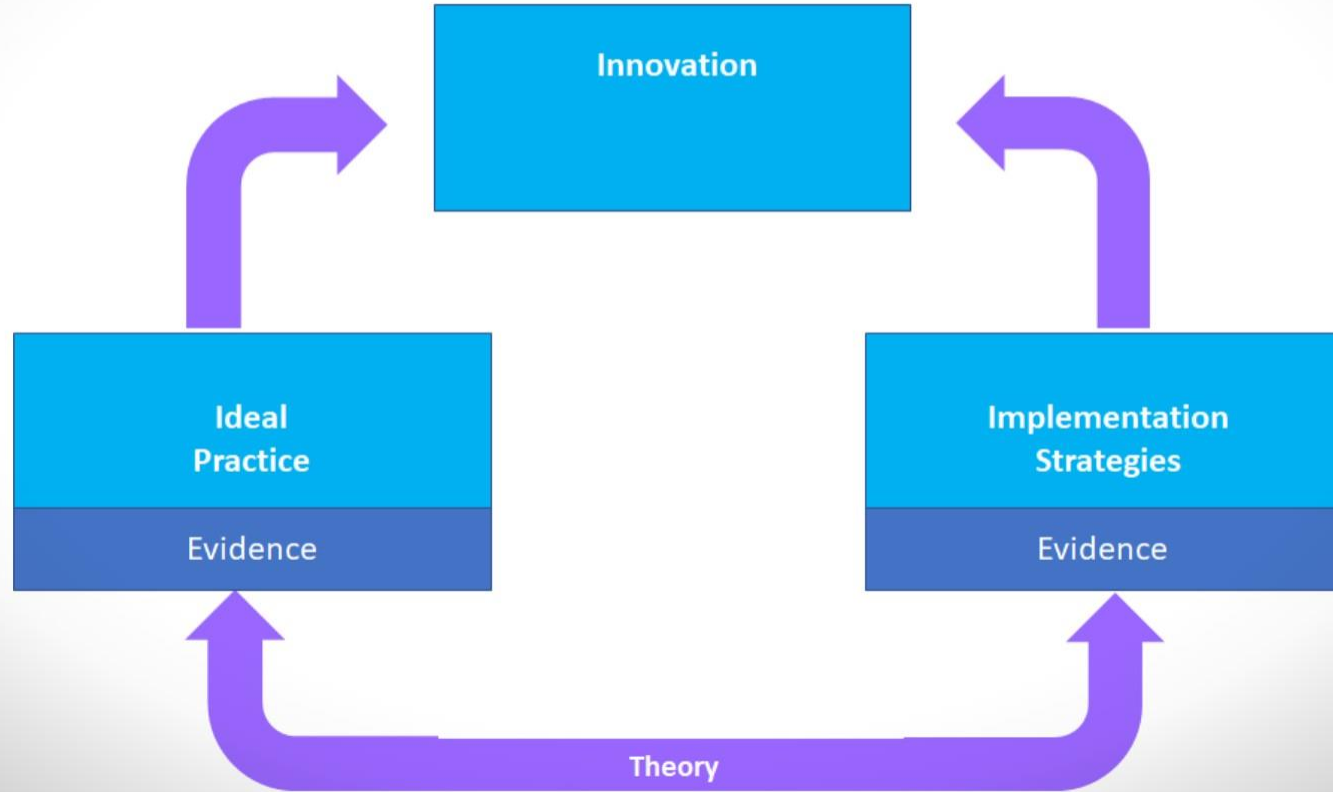 Innovation
Ideal
Practice
Evidence
Implementation
Strategies
Evidence
Theory